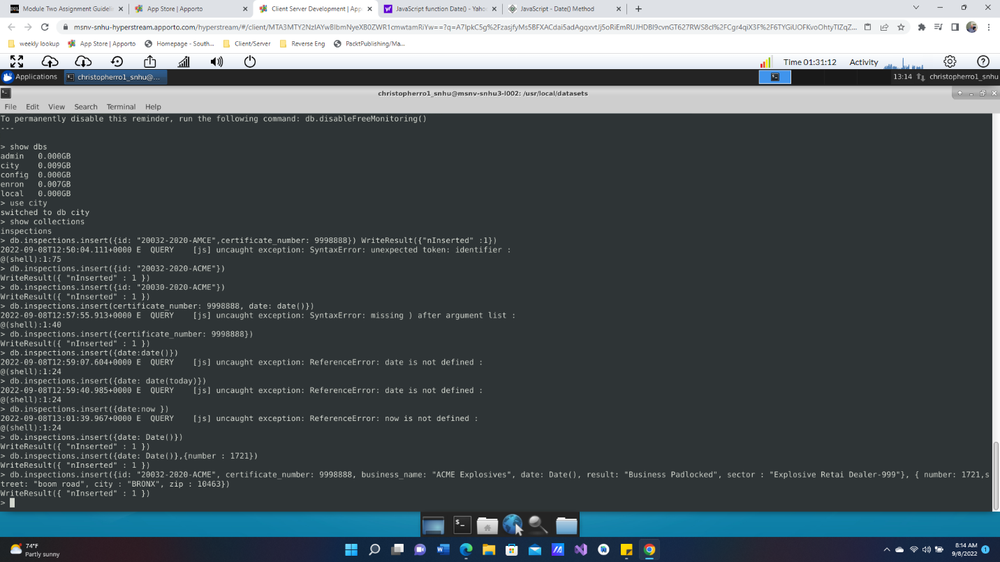 Module Two Assignment Guideli
App Store | Apporto
Client Server Development | App
JavaScript function Date() - Yaho
JavaScript - Date() Method
weekly lookup
App Store | Apporto
Homepage - South...
Client/Server
Reverse Eng
PacktPublishing/Ma...
Time 01:31:12
Activity
Applications
christopherro1_snhu@...
13:14
christopherro1_snhu
christopherro1_snhu@msnv-snhu3-l002: /usr/local/datasets
File Edit View Search Terminal Help
To permanently disable this reminder, run the following command: db.disableFreeMonitoring()
---
> show dbs
admin 0.000GB
city 0.009GB
config 0.000GB
enron 0.007GB
local 0.000GB
> use city
switched to db city
> show collections
inspections
> db.inspections.insert({id: "20032-2020-AMCE",certificate_number: 9998888}) WriteResult({"nInserted" :1})
2022-09-08T12:50:04.111+0000 E QUERY [js] uncaught exception: SyntaxError: unexpected token: identifier :
@(shell):1:75
> db.inspections.insert({id: "20032-2020-ACME"})
WriteResult({ "nInserted" : 1 })
> db.inspections.insert({id: "20030-2020-ACME"})
WriteResult({ "nInserted" : 1 })
> db.inspections.insert(certificate_number: 9998888, date: date()})
2022-09-08T12:57:55.913+0000 E QUERY [js] uncaught exception: SyntaxError: missing ) after argument list :
@(shell):1:40
> db.inspections.insert({certificate_number: 9998888})
WriteResult({ "nInserted" : 1 })
> db.inspections.insert({date:date()})
2022-09-08T12:59:07.604+0000 E QUERY [js] uncaught exception: ReferenceError: date is not defined :
@(shell):1:24
> db.inspections.insert({date: date(today)})
2022-09-08T12:59:40.985+0000 E QUERY [js] uncaught exception: ReferenceError: date is not defined :
@(shell):1:24
> db.inspections.insert({date:now })
2022-09-08T13:01:39.967+0000 E QUERY [js] uncaught exception: ReferenceError: now is not defined :
@(shell):1:24
> db.inspections.insert({date: Date()})
WriteResult({ "nInserted" : 1 })
> db.inspections.insert({date: Date()},{number : 1721})
WriteResult({ "nInserted" : 1 })
> db.inspections.insert({id: "20032-2020-ACME", certificate_number: 9998888, business_name: "ACME Explosives", date: Date(), result: "Business Padlocked", sector : "Explosive Retai Dealer-999"}, { number: 1721,s
treet: "boom road", city : "BRONX", zip : 10463})
WriteResult({ "nInserted" : 1 })
>
74°F
Partly sunny
8:14 AM
9/8/2022